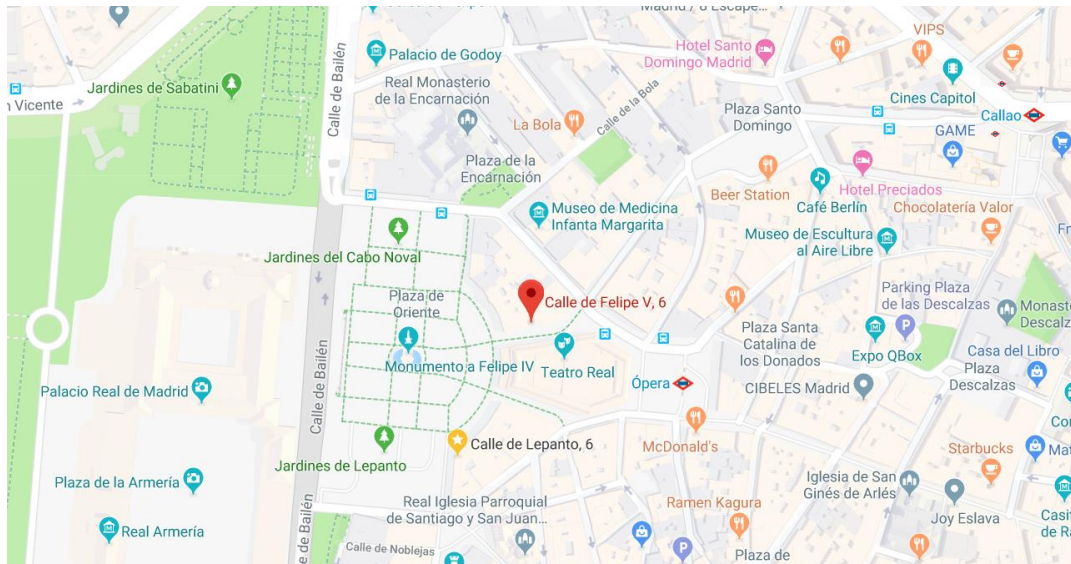 Madrid / 8 Escape...
VIPS
Palacio de Godoy
Hotel Santo
Domingo Madrid
Jardines de Sabatini
Real Monasterio
de la Encarnación
Cines Capitol
Calle de Bailén
Vicente
Calle de la Bola
La Bola
Plaza Santo
Domingo
Callao
GAME
Plaza de la
Encarnación
Beer Station
Hotel Preciados
Café Berlín
Chocolatería Valor
Museo de Medicina
Infanta Margarita
Museo de Escultura
al Aire Libre
Jardines del Cabo Noval
Plaza de
Oriente
Calle de Felipe V, 6
Parking Plaza
de las Descalzas
Plaza Santa
Catalina de
los Donados
Expo QBox
Monumento a Felipe IV
Teatro Real
Casa del Libro
Plaza
Descalzas
Palacio Real de Madrid
Calle de Bailén
Ópera
CIBELES Madrid
Calle de Lepanto, 6
McDonald's
Starbucks
Jardines de Lepanto
Plaza de la Armería
Iglesia de San
Ginés de Arlés
Real Iglesia Parroquial
de Santiago y San Juan...
Ramen Kagura
Joy Eslava
Real Armería
Calle de Noblejas
e de Bailén
Plaza de